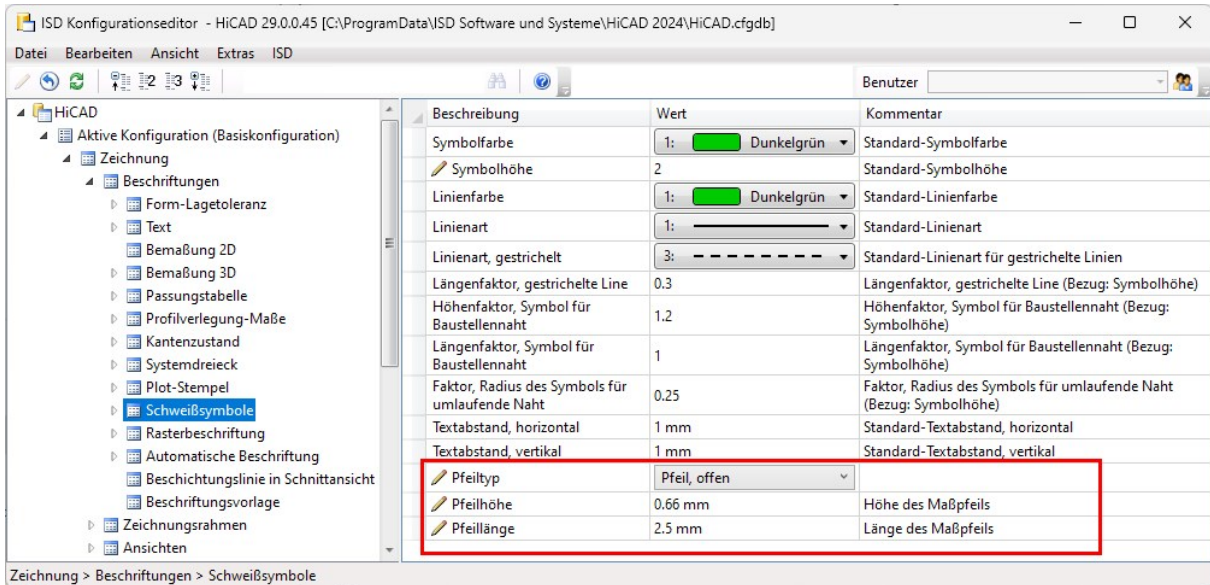 ISD Konfigurationseditor - HiCAD 29.0.0.45 [C:\ProgramData\ISD Software und Systeme\HiCAD 2024\HiCAD.cfgdb]
Datei Bearbeiten Ansicht Extras ISD
Benutzer
HiCAD
Aktive Konfiguration (Basiskonfiguration)
Zeichnung
Beschriftungen
Form-Lagetoleranz
Text
Bemaßung 2D
Bemaßung 3D
Passungstabelle
Profilverlegung-Maße
Kantenzustand
Systemdreieck
Plot-Stempel
Schweißsymbole
Rasterbeschriftung
Automatische Beschriftung
Beschichtungslinie in Schnittansicht
Beschriftungsvorlage
Zeichnungsrahmen
Ansichten
Beschreibung Wert Kommentar
Symbolfarbe 1: Dunkelgrün Standard-Symbolfarbe
Symbolhöhe 2 Standard-Symbolhöhe
Linienfarbe 1: Dunkelgrün Standard-Linienfarbe
Linienart 1: Standard-Linienart
Linienart, gestrichelt 3: Standard-Linienart für gestrichelte Linien
Längenfaktor, gestrichelte Line 0.3 Längenfaktor, gestrichelte Line (Bezug: Symbolhöhe)
Höhenfaktor, Symbol für
Baustellennaht 1.2 Höhenfaktor, Symbol für Baustellennaht (Bezug:
Symbolhöhe)
Längenfaktor, Symbol für
Baustellennaht 1 Längenfaktor, Symbol für Baustellennaht (Bezug:
Symbolhöhe)
Faktor, Radius des Symbols für
umlaufende Naht 0.25 Faktor, Radius des Symbols für umlaufende Naht
(Bezug: Symbolhöhe)
Textabstand, horizontal 1 mm Standard-Textabstand, horizontal
Textabstand, vertikal 1 mm Standard-Textabstand, vertikal
Pfeiltyp Pfeil, offen
Pfeilhöhe 0.66 mm Höhe des Maßpfeils
Pfeillänge 2.5 mm Länge des Maßpfeils
Zeichnung > Beschriftungen > Schweißsymbole